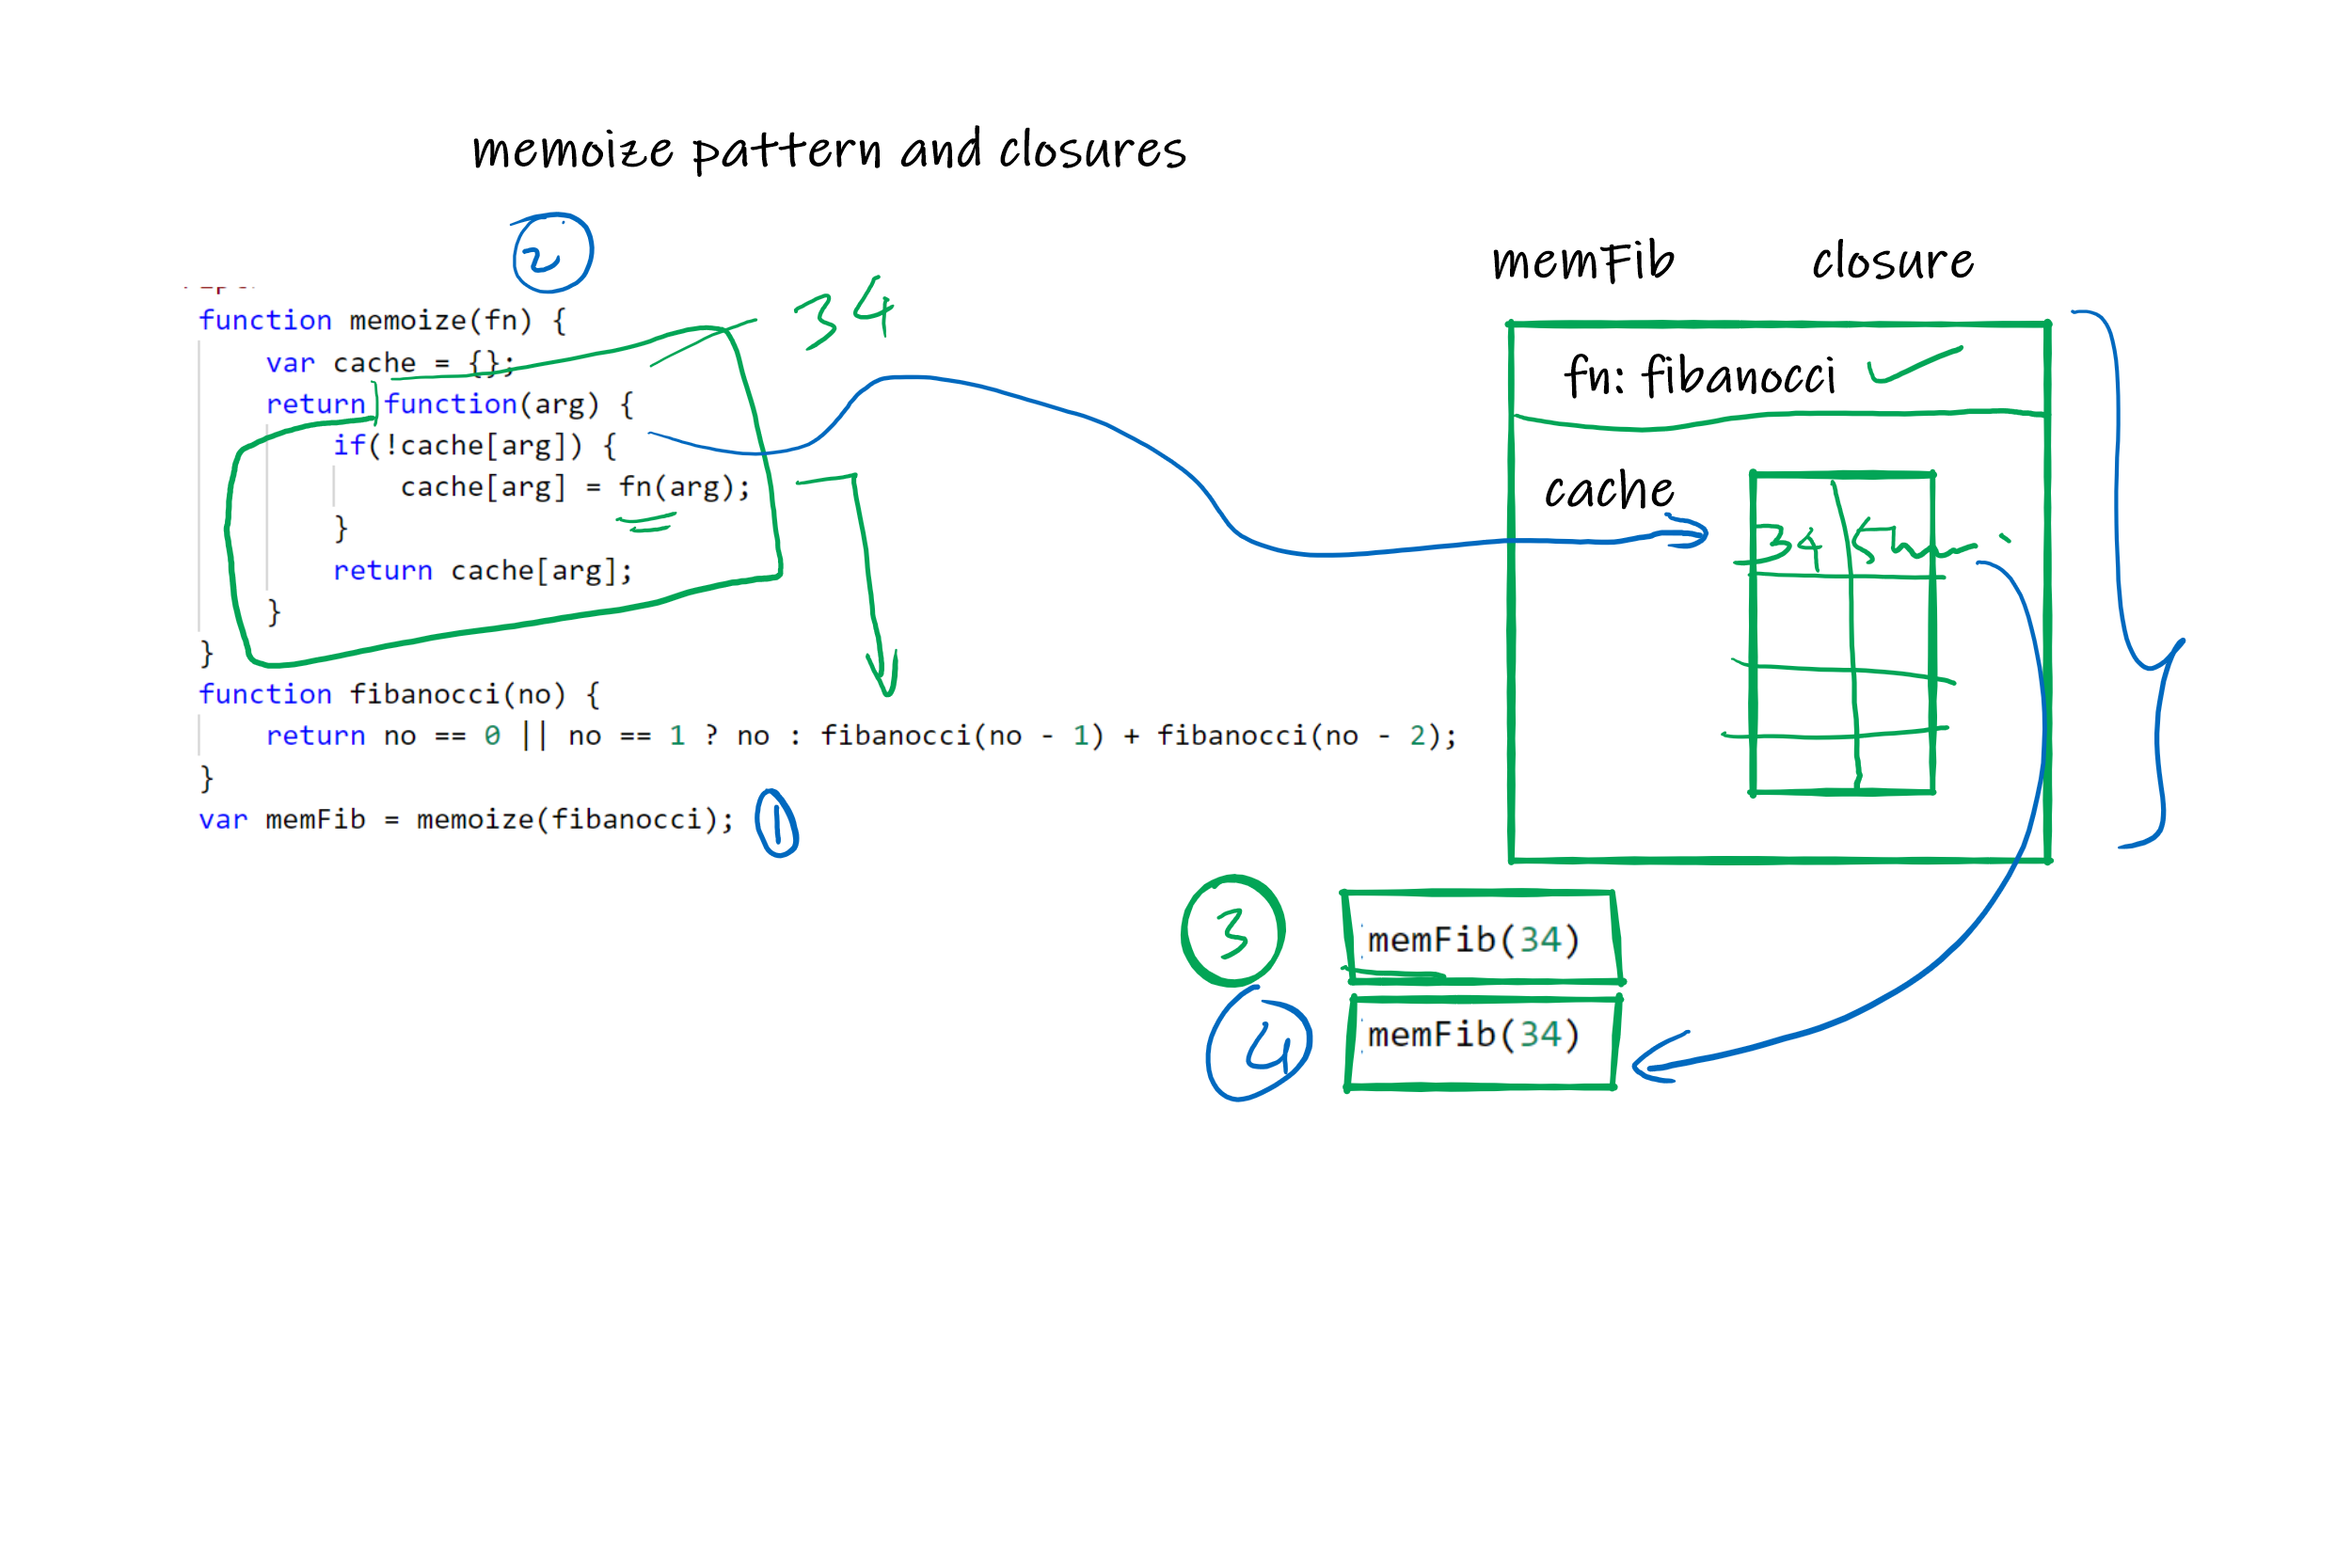 memoize pattern and closures
2
34
function memoize(fn) {
var cache = {};
return function(arg) {
if(!cache[arg]) {
cache[arg] = fn(arg);
}
return cache[arg];
}
}
function fibanocci(no) {
return no == 0 || no == 1 ? no : fibanocci(no - 1) + fibanocci(no - 2);
}
var memFib = memoize(fibanocci);
1
memFib closure
fn: fibanocci
cache
34
3
memFib(34)
4
memFib(34)